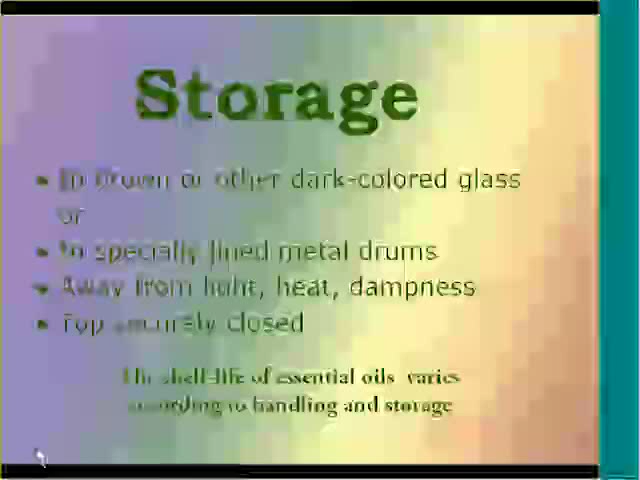 Storage
In brown or other dark-colored glass
or
In specially lined metal drums
Away from light, heat, dampness
Top securely closed
The shelf-life of essential oils varies
according to handling and storage